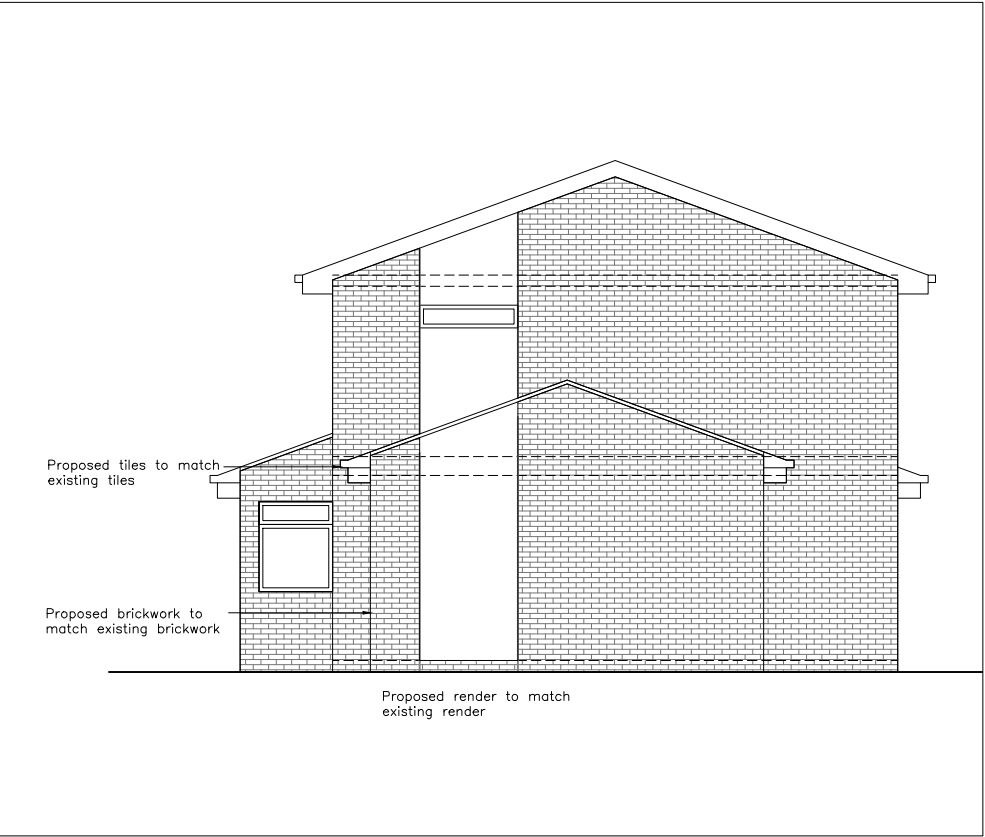 Proposed tiles to match
existing tiles
Proposed brickwork to
match existing brickwork
Proposed render to match
existing render